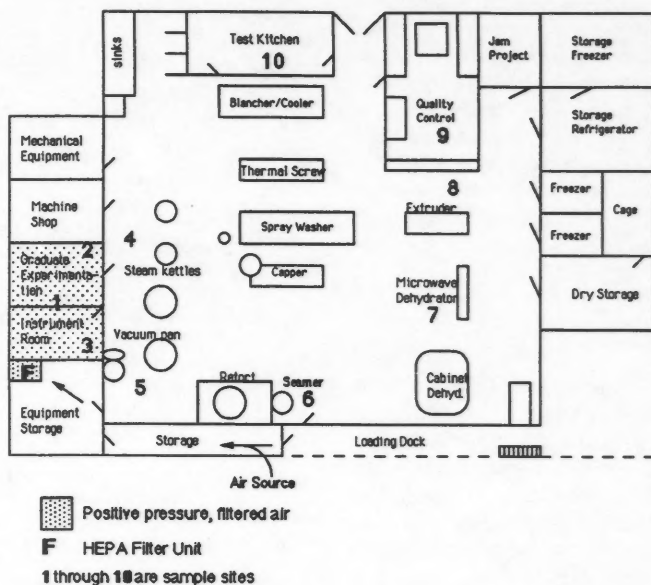 sinks
Test Kitchen
10
Jam
Project
Storage
Freezer
Blancher/Cooler
Quality
Control
9
Storage
Refrigerator
Mechanical
Equipment
Thermal Screw
8
Freezer
Cage
Machine
Shop
Extruder
Spray Washer
Freezer
4
2
Graduate
Experimenta-
tion
1
Steam kettles
Capper
Microwave
Dehydrator
7
Dry Storage
Instrument
Room
3
Vacuum pan
F
5
Retort
Seamer
6
Cabinet
Dehyd.
Equipment
Storage
Storage
Loading Dock
Air Source
Positive pressure, filtered air
F HEPA Filter Unit
1 through 10 are sample sites